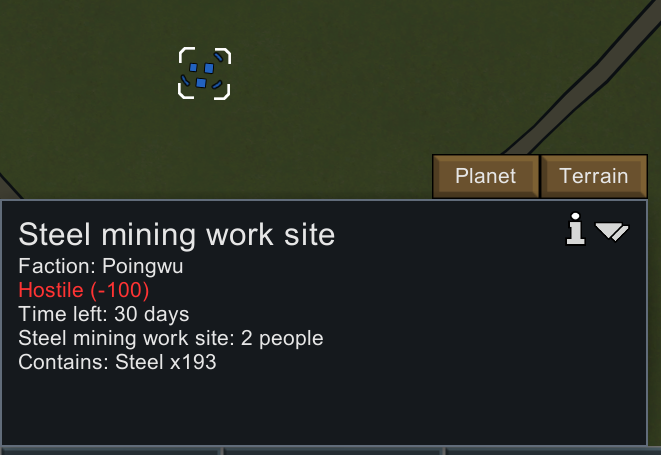 Planet
Terrain
Steel mining work site
Faction: Poingwu
Hostile (-100)
Time left: 30 days
Steel mining work site: 2 people
Contains: Steel x193